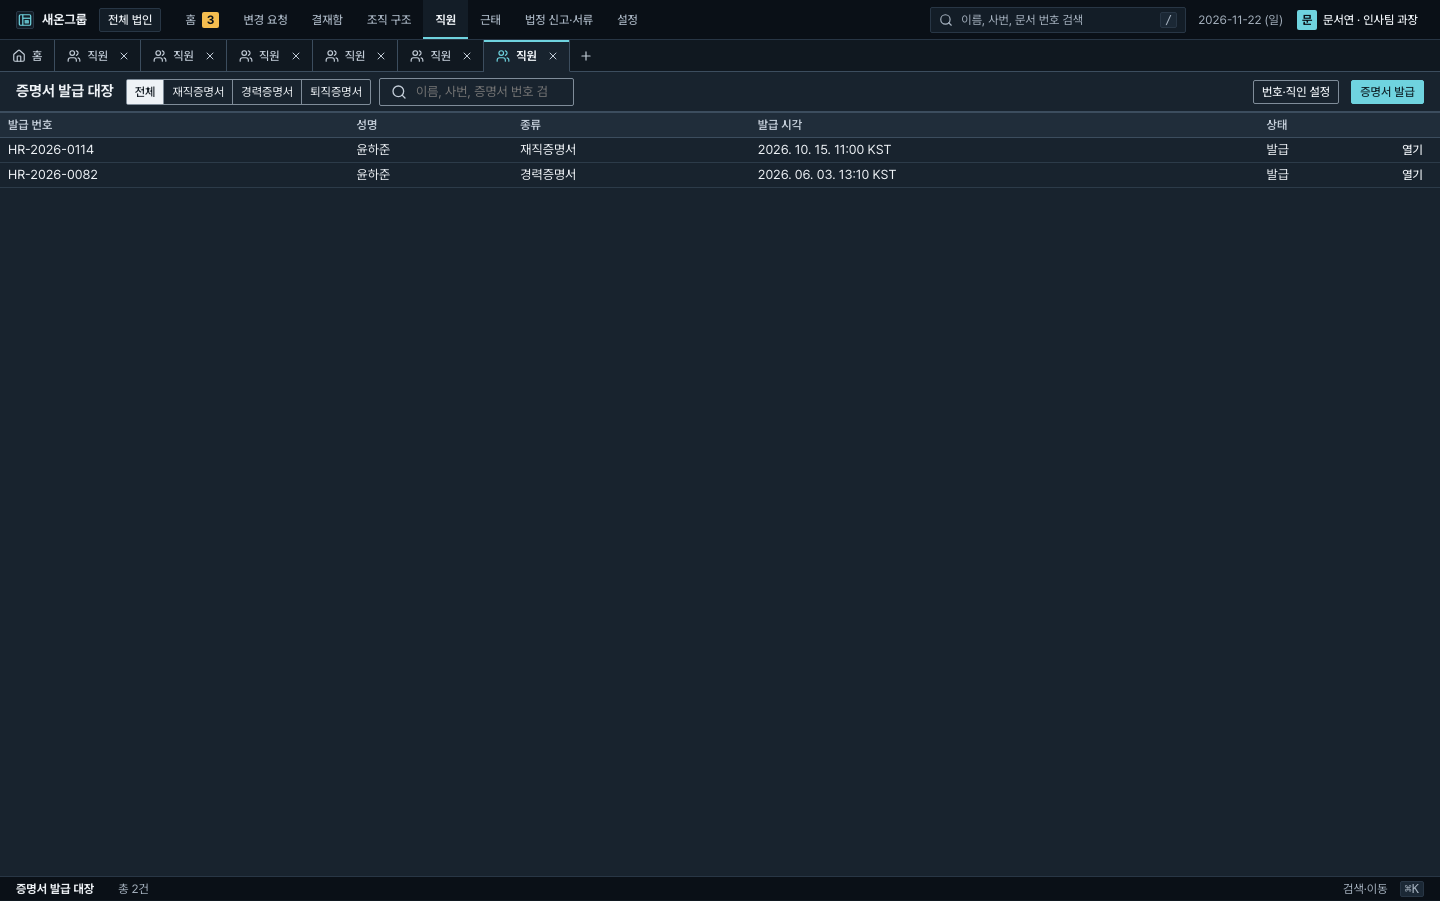 새온그룹 전체 법인 홈 3 변경 요청 결재함 조직 구조 직원 근태 법정 신고·서류 설정 이름, 사번, 문서 번호 검색 / 2026-11-22 (일) 문 문서연 · 인사팀 과장
홈 직원 직원 직원 직원 직원 직원
증명서 발급 대장 전체 재직증명서 경력증명서 퇴직증명서 이름, 사번, 증명서 번호 검 번호·직인 설정 증명서 발급
발급 번호 성명 종류 발급 시각 상태
HR-2026-0114 윤하준 재직증명서 2026. 10. 15. 11:00 KST 발급 열기
HR-2026-0082 윤하준 경력증명서 2026. 06. 03. 13:10 KST 발급 열기
증명서 발급 대장 총 2건 검색·이동 ⌘K